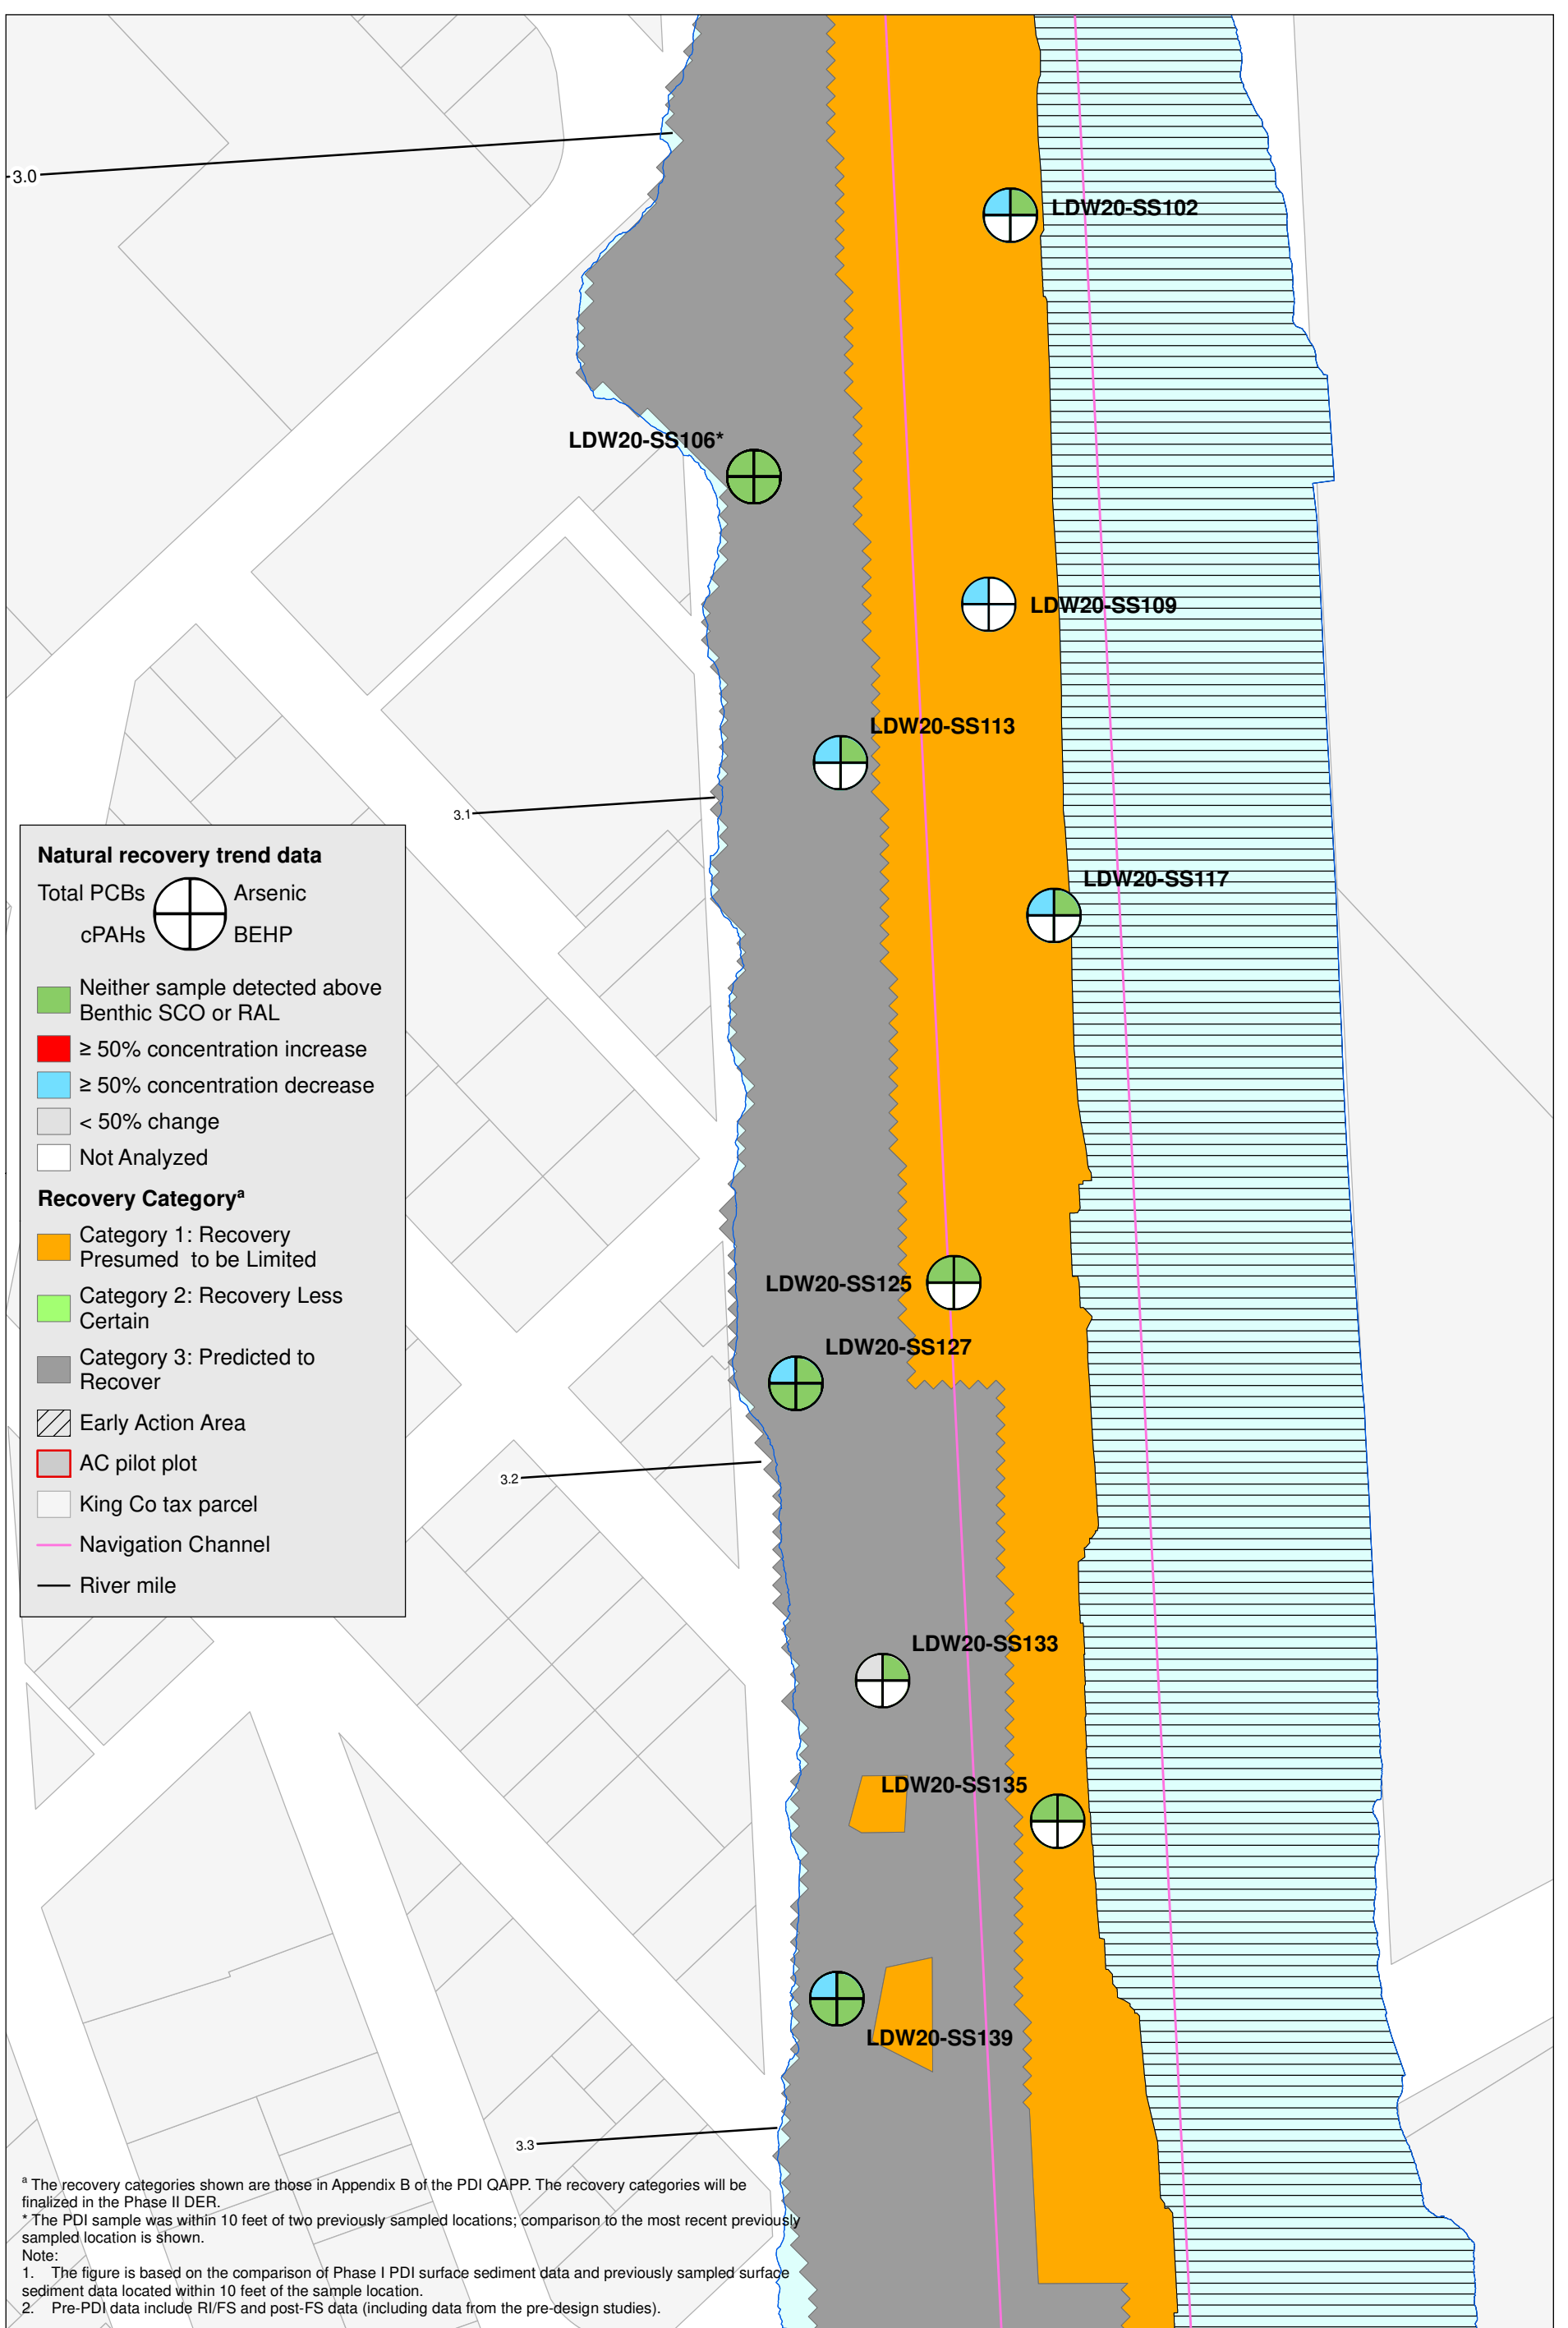 3.0
LDW20-SS102
LDW20-SS106*
LDW20-SS109
LDW20-SS113
3.1
LDW20-SS117
Natural recovery trend data
Total PCBs
Arsenic
cPAHs
BEHP
Neither sample detected above
Benthic SCO or RAL
≥ 50% concentration increase
≥ 50% concentration decrease
< 50% change
Not Analyzed
Recovery Categoryᵃ
Category 1: Recovery
Presumed to be Limited
Category 2: Recovery Less
Certain
Category 3: Predicted to
Recover
Early Action Area
AC pilot plot
King Co tax parcel
Navigation Channel
River mile
LDW20-SS125
LDW20-SS127
3.2
LDW20-SS133
LDW20-SS135
LDW20-SS139
3.3
ᵃ The recovery categories shown are those in Appendix B of the PDI QAPP. The recovery categories will be
finalized in the Phase II DER.
* The PDI sample was within 10 feet of two previously sampled locations; comparison to the most recent previously
sampled location is shown.
Note:
1. The figure is based on the comparison of Phase I PDI surface sediment data and previously sampled surface
sediment data located within 10 feet of the sample location.
2. Pre-PDI data include RI/FS and post-FS data (including data from the pre-design studies).